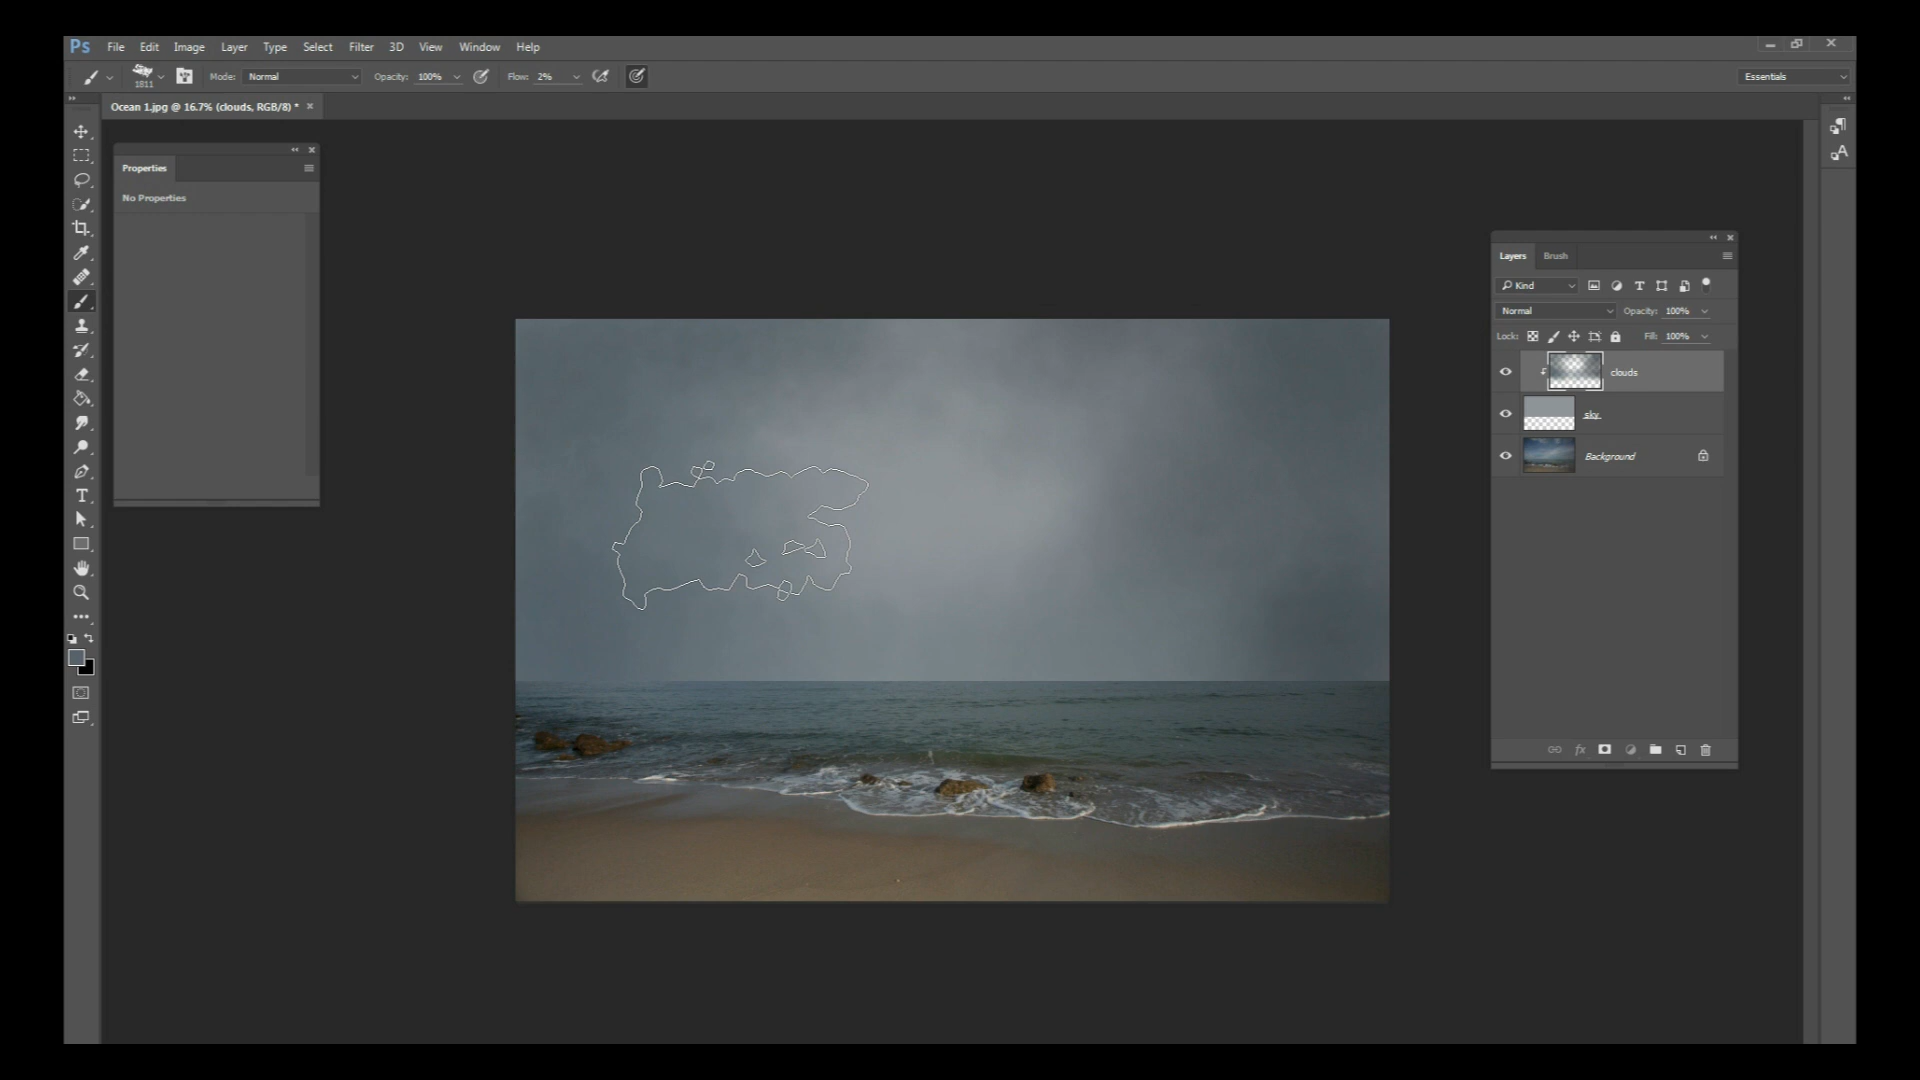 Ps File Edit Image Layer Type Select Filter 3D View Window Help
1811 Mode: Normal Opacity: 100% Flow: 2% Essentials
Ocean 1.jpg @ 16.7% (clouds, RGB/8) *
Properties
No Properties
Layers Brush
Kind
Normal Opacity: 100%
Lock: Fill: 100%
clouds
sky
Background
fx